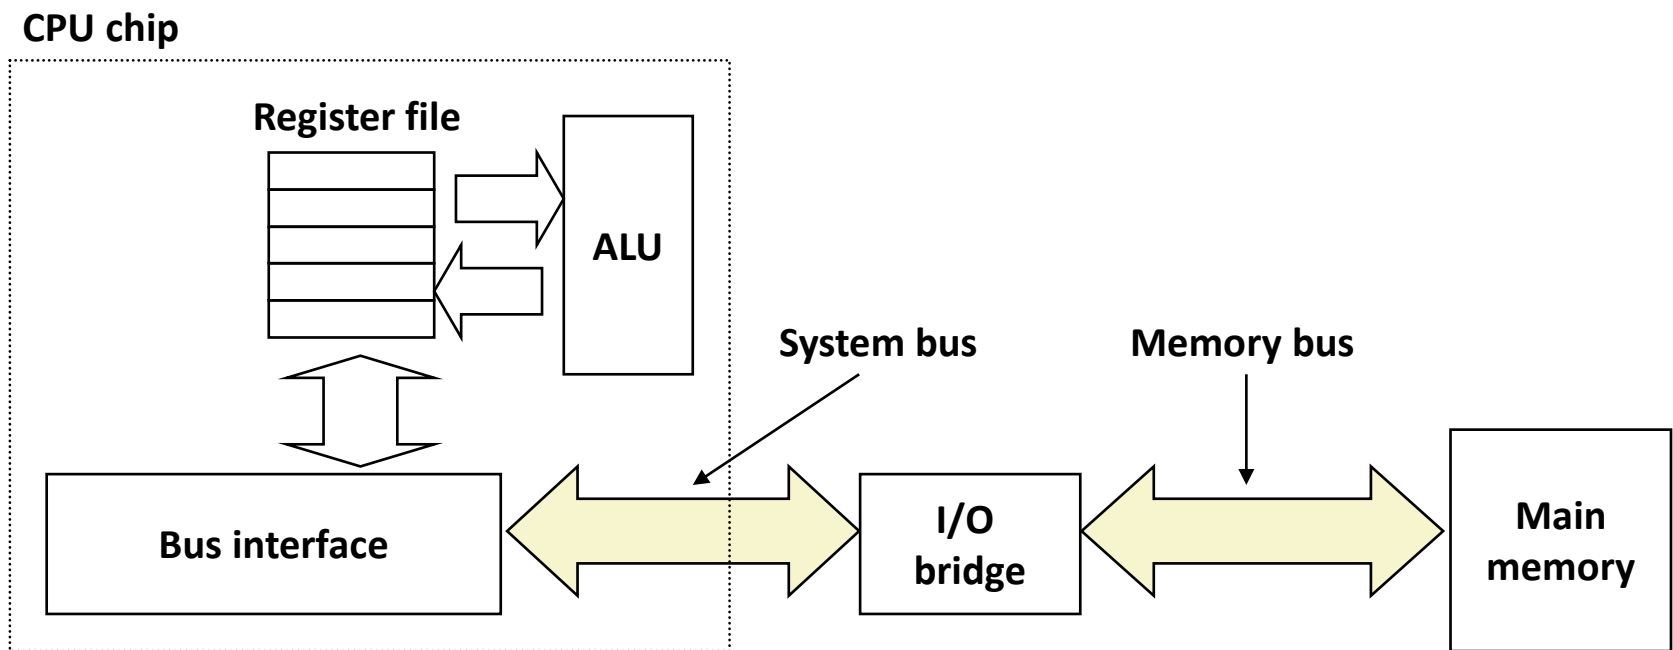 CPU chip
Register file
ALU
System bus
Memory bus
Bus interface
I/O
bridge
Main
memory